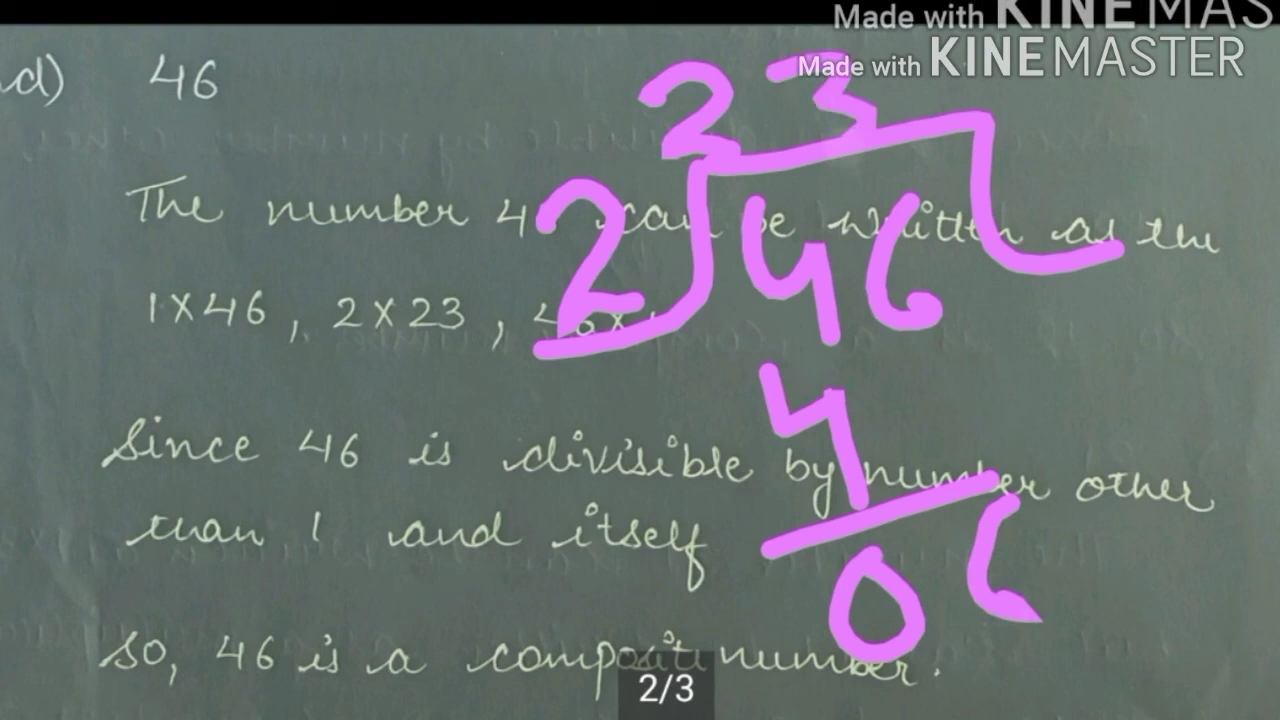 Made with KINEMAS
Made with KINEMASTER
d) 46
23
The number 4 can be written as the
2 46
1×46, 2×23, 46×
4
Since 46 is divisible by number other
than 1 and itself
06
So, 46 is a composite number.
2/3